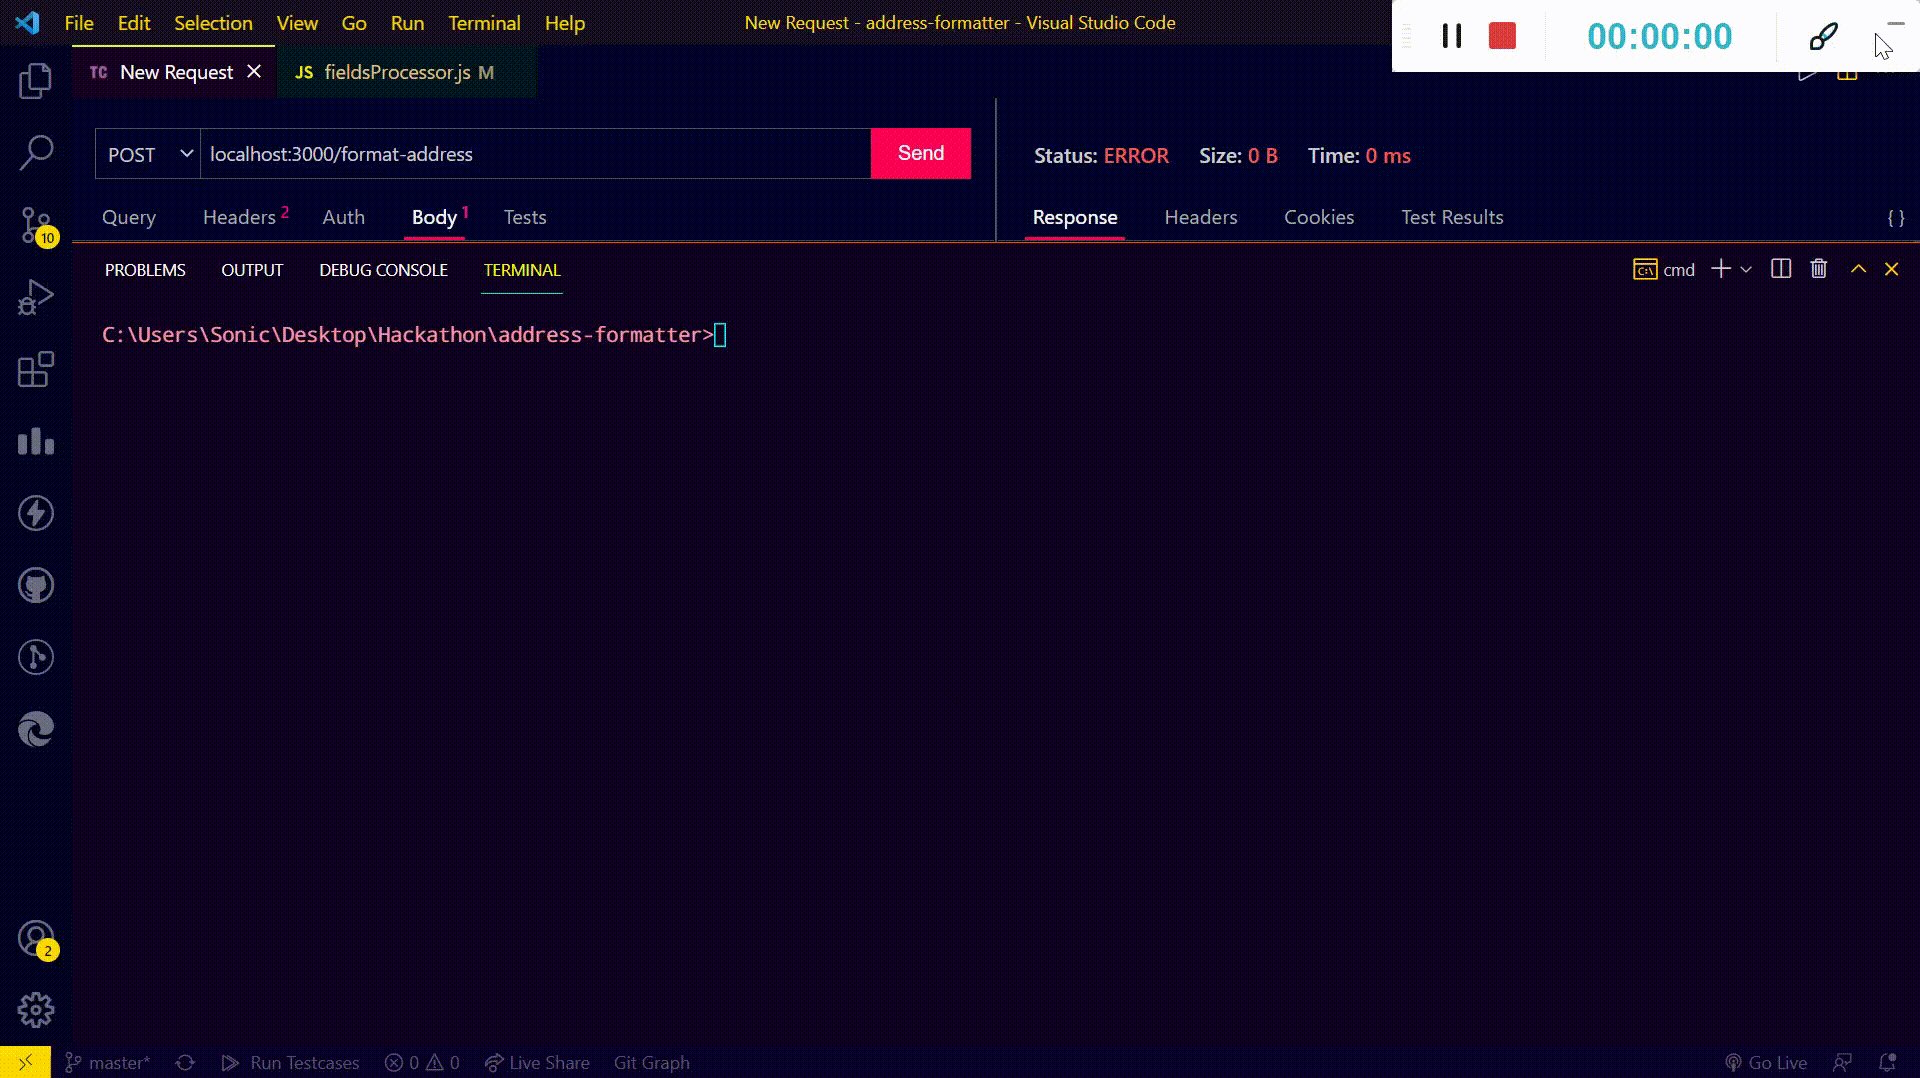 File Edit Selection View Go Run Terminal Help New Request - address-formatter - Visual Studio Code
00:00:00
TC New Request JS fieldsProcessor.js M
POST localhost:3000/format-address Send
Status: ERROR Size: 0 B Time: 0 ms
Query Headers 2 Auth Body 1 Tests
Response Headers Cookies Test Results { }
10
PROBLEMS OUTPUT DEBUG CONSOLE TERMINAL
C:\ cmd
C:\Users\Sonic\Desktop\Hackathon\address-formatter>
2
master* Run Testcases 0 0 Live Share Git Graph Go Live